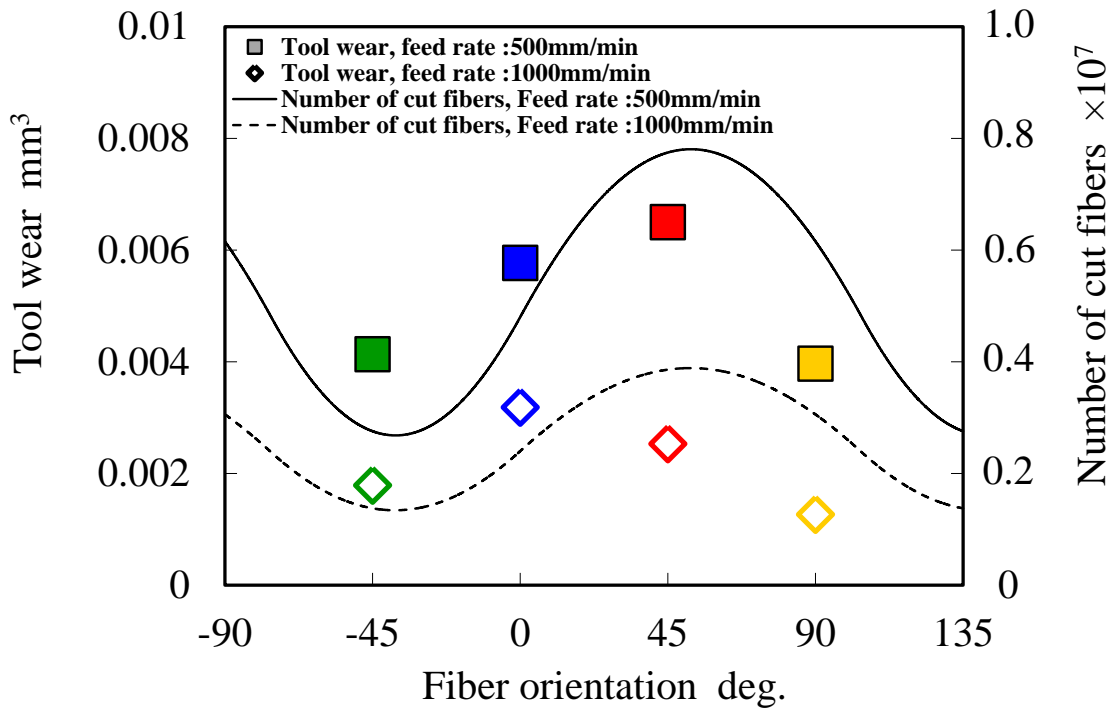 Tool wear, feed rate :500mm/min
Tool wear, feed rate :1000mm/min
Number of cut fibers, Feed rate :500mm/min
Number of cut fibers, Feed rate :1000mm/min
Tool wear mm³
0.01
0.008
0.006
0.004
0.002
0
Number of cut fibers ×10⁷
1.0
0.8
0.6
0.4
0.2
0
-90 -45 0 45 90 135
Fiber orientation deg.